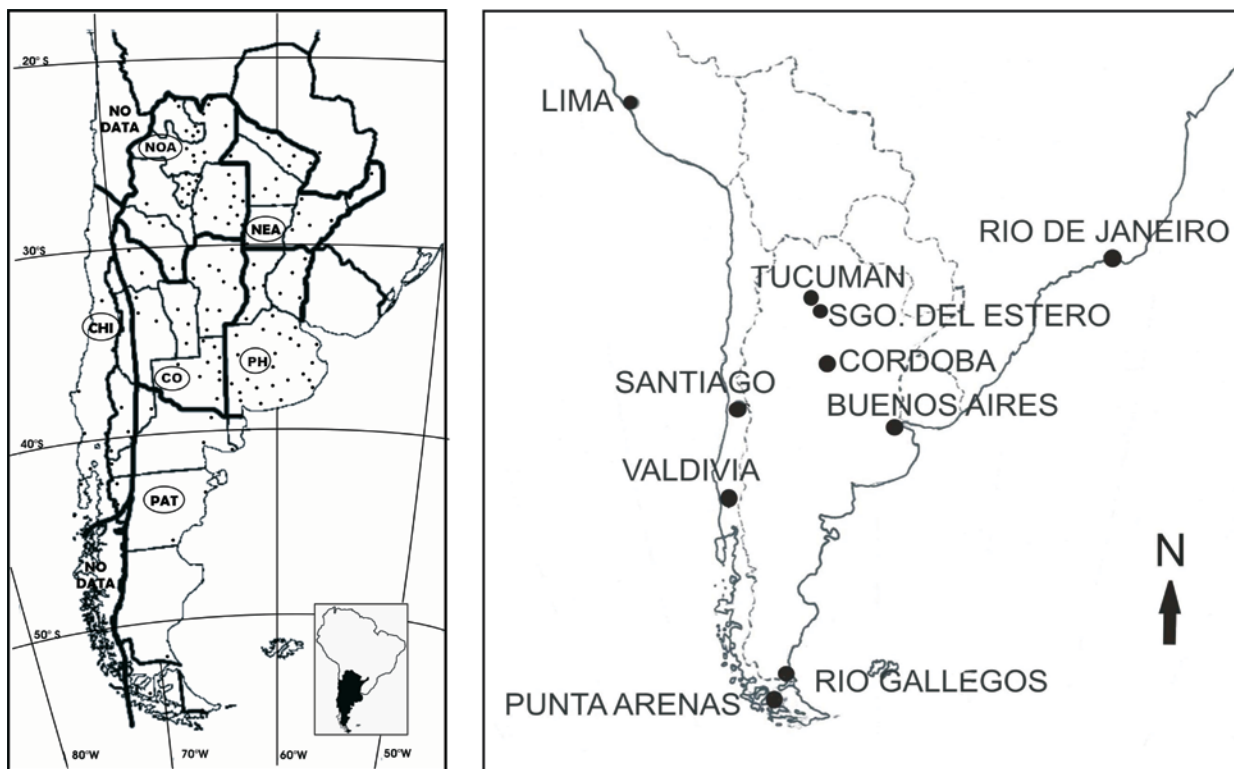 20° S
NO
DATA
NOA
NEA
30°S
CHI
CO
PH
40°S
PAT
NO
DATA
50° S
80°W
70°W
60°W
50°W
LIMA
RIO DE JANEIRO
TUCUMAN
SGO. DEL ESTERO
CORDOBA
SANTIAGO
BUENOS AIRES
VALDIVIA
N
RIO GALLEGOS
PUNTA ARENAS